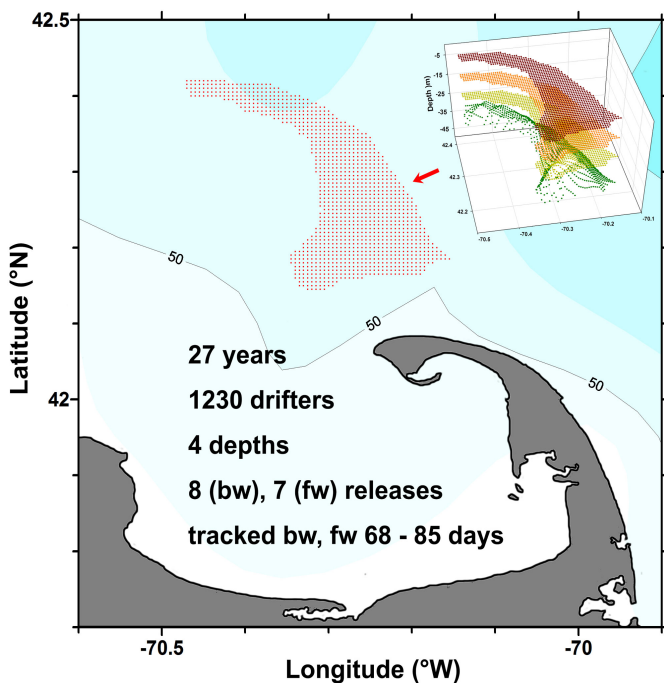 42.5
Depth (m)
-5
-15
-25
-35
-45
42.4
42.3
42.2
-70.5
-70.4
-70.3
-70.2
-70.1
50
50
50
Latitude (°N)
42
27 years
1230 drifters
4 depths
8 (bw), 7 (fw) releases
tracked bw, fw 68 - 85 days
-70.5
-70
Longitude (°W)